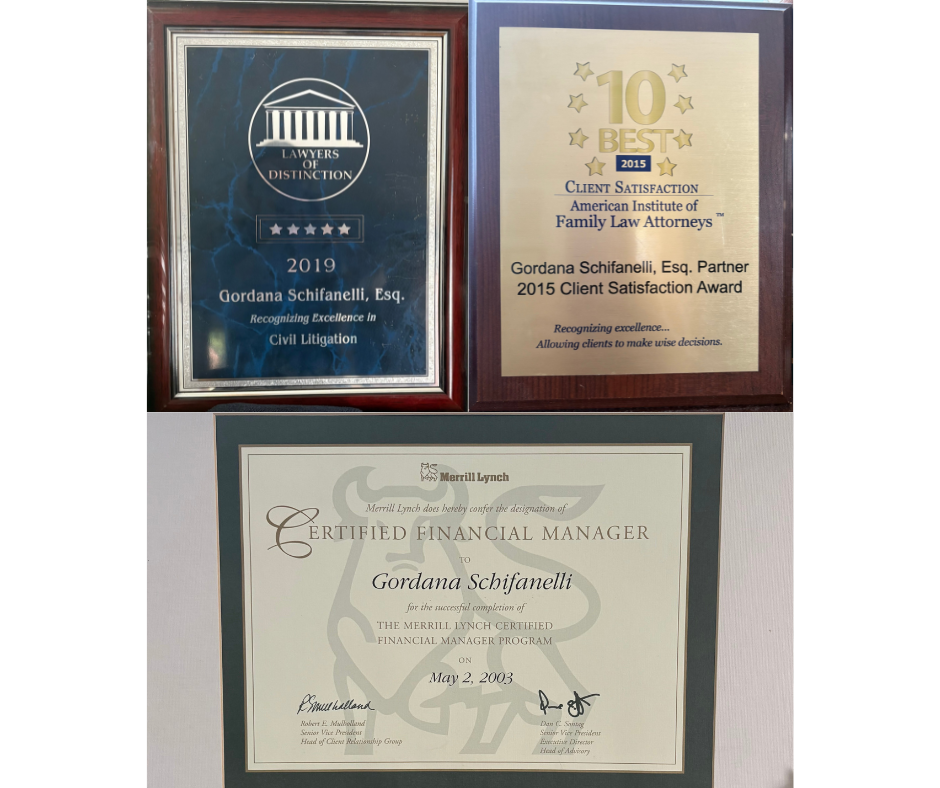 LAWYERS
OF
DISTINCTION
2019
Gordana Schifanelli, Esq.
Recognizing Excellence in
Civil Litigation
10
BEST
2015
CLIENT SATISFACTION
American Institute of
Family Law Attorneys™
Gordana Schifanelli, Esq. Partner
2015 Client Satisfaction Award
Recognizing excellence...
Allowing clients to make wise decisions.
Merrill Lynch
Merrill Lynch does hereby confer the designation of
CERTIFIED FINANCIAL MANAGER
TO
Gordana Schifanelli
for the successful completion of
THE MERRILL LYNCH CERTIFIED
FINANCIAL MANAGER PROGRAM
ON
May 2, 2003
Robert E. Mulholland
Senior Vice President
Head of Client Relationship Group
Dan C. Sontag
Senior Vice President
Executive Director
Head of Advisory